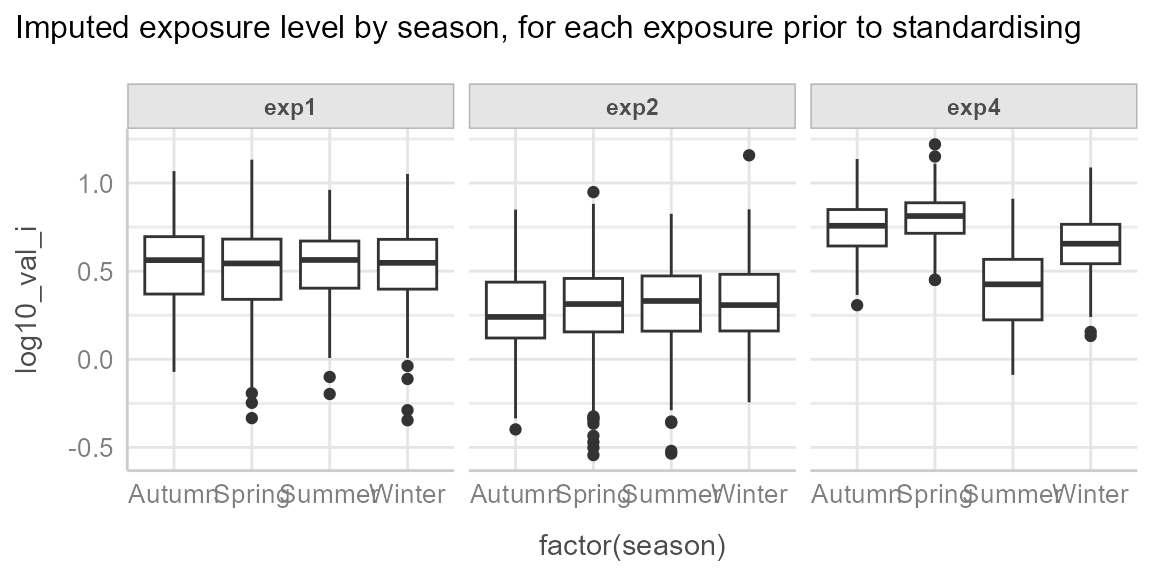 Imputed exposure level by season, for each exposure prior to standardising
exp1 exp2 exp4
log10_val_i
1.0
0.5
0.0
-0.5
Autumn Spring Summer Winter Autumn Spring Summer Winter Autumn Spring Summer Winter
factor(season)